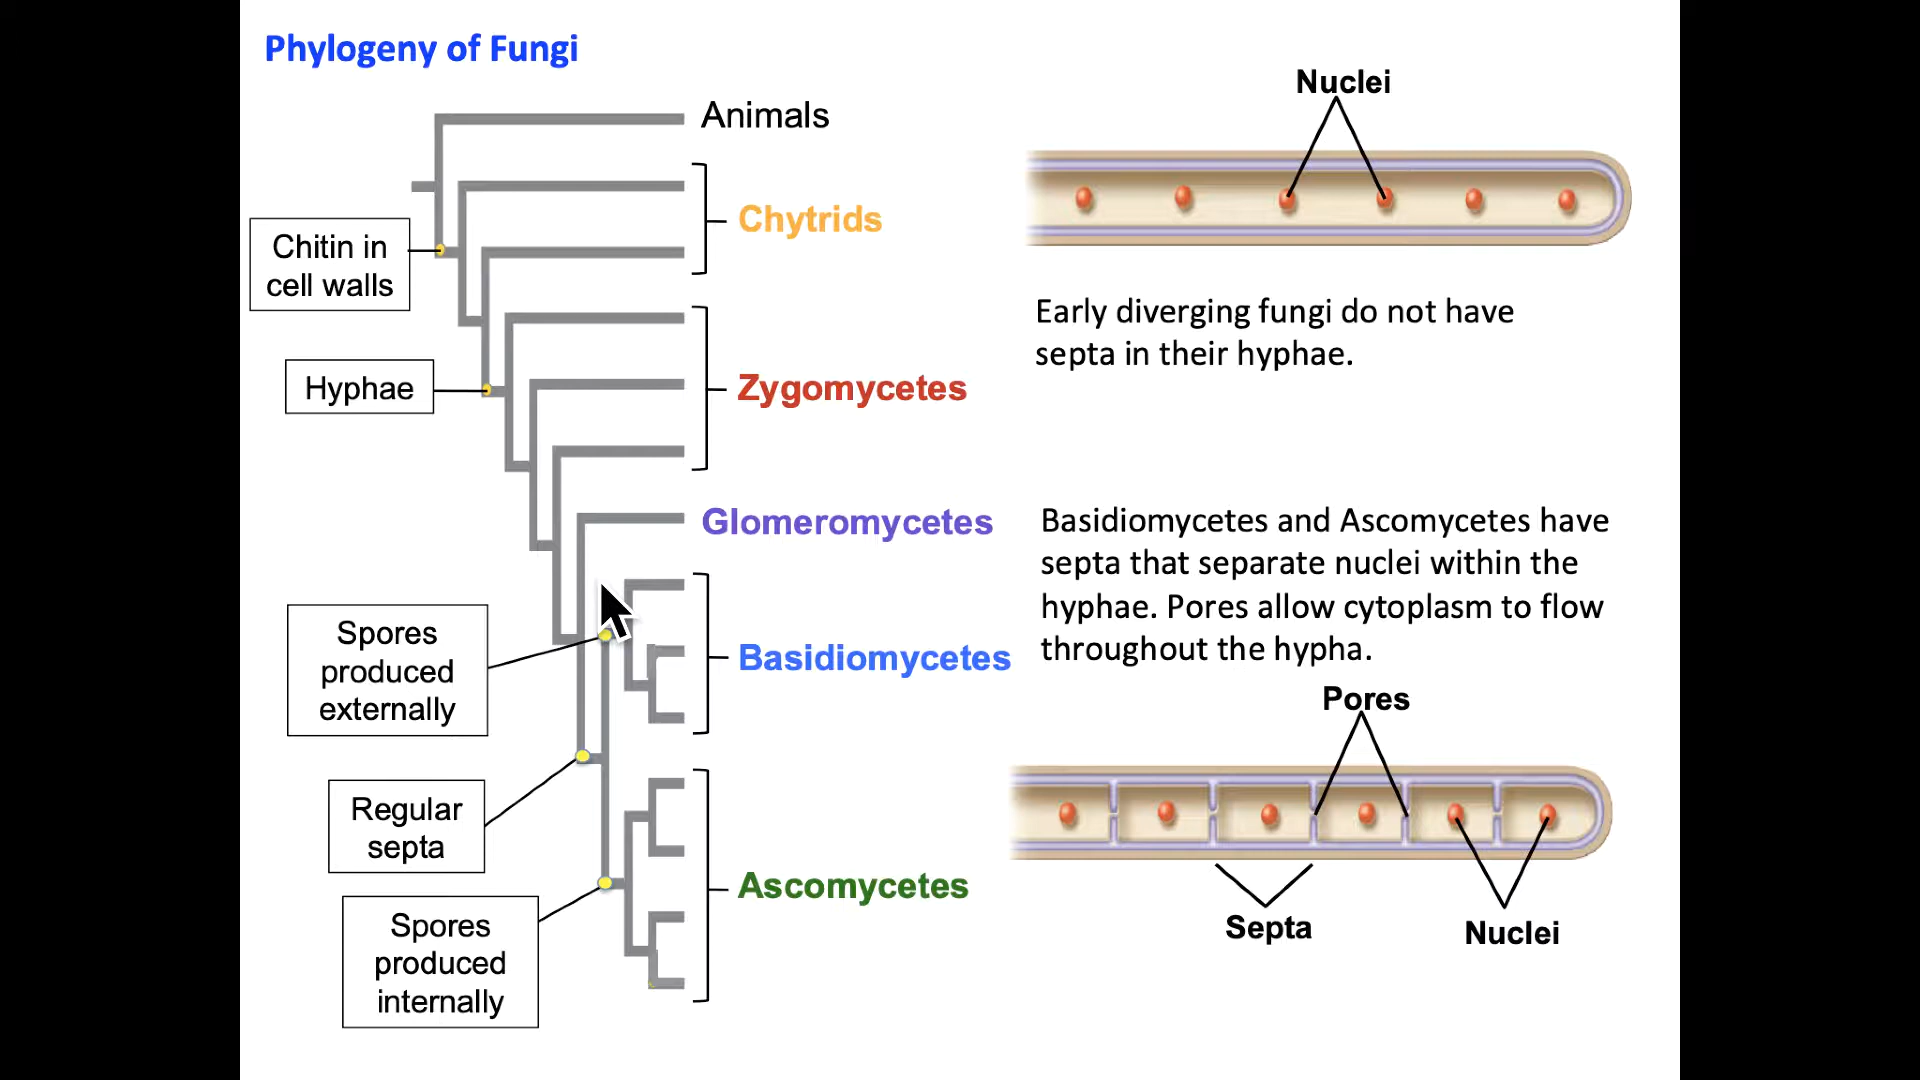 Phylogeny of Fungi
Animals
Chytrids
Chitin in
cell walls
Zygomycetes
Hyphae
Glomeromycetes
Spores
produced
externally
Basidiomycetes
Regular
septa
Ascomycetes
Spores
produced
internally
Nuclei
Early diverging fungi do not have
septa in their hyphae.
Basidiomycetes and Ascomycetes have
septa that separate nuclei within the
hyphae. Pores allow cytoplasm to flow
throughout the hypha.
Pores
Septa
Nuclei